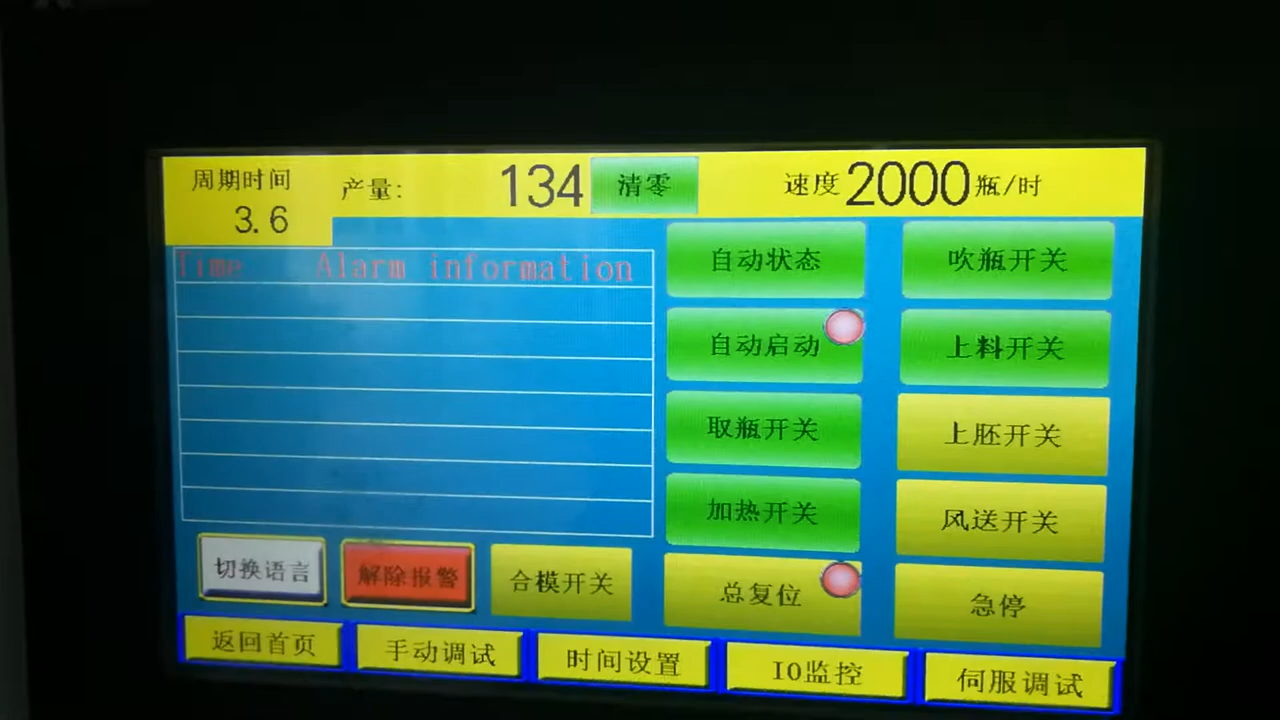 周期时间
3.6
产量: 134 清零
速度 2000 瓶/时
Time Alarm information
自动状态 吹瓶开关
自动启动 上料开关
取瓶开关 上胚开关
加热开关 风送开关
切换语言 解除报警 合模开关 总复位 急停
返回首页 手动调试 时间设置 IO监控 伺服调试